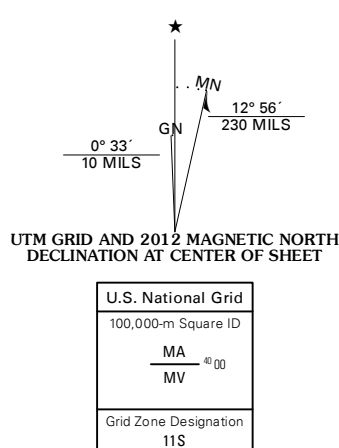 ★
MN
GN
12° 56´
230 MILS
0° 33´
10 MILS
UTM GRID AND 2012 MAGNETIC NORTH
DECLINATION AT CENTER OF SHEET
U.S. National Grid
100,000-m Square ID
MA
40 00
MV
Grid Zone Designation
11S